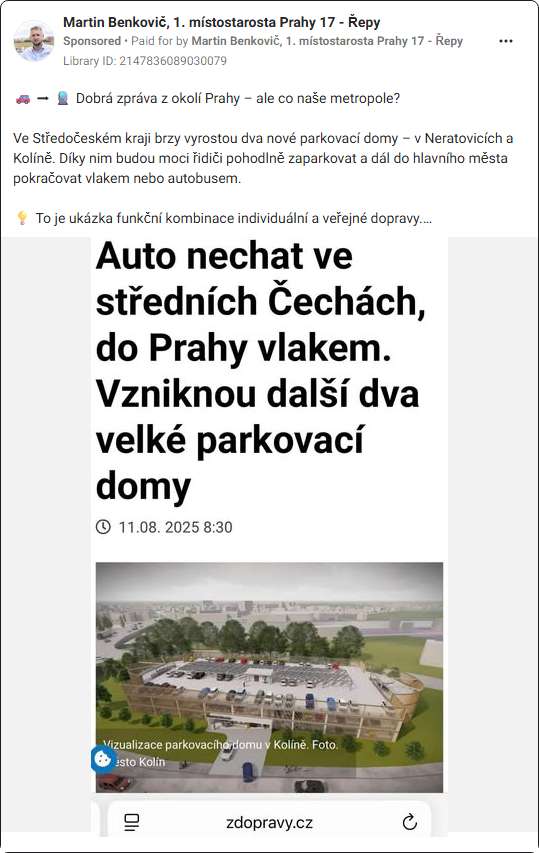 Martin Benkovič, 1. místostarosta Prahy 17 - Řepy
Sponsored • Paid for by Martin Benkovič, 1. místostarosta Prahy 17 - Řepy
Library ID: 2147836089030079
🚗 ➡ 🚆 Dobrá zpráva z okolí Prahy – ale co naše metropole?
Ve Středočeském kraji brzy vyrostou dva nové parkovací domy – v Neratovicích a
Kolíně. Díky nim budou moci řidiči pohodlně zaparkovat a dál do hlavního města
pokračovat vlakem nebo autobusem.
💡 To je ukázka funkční kombinace individuální a veřejné dopravy....
Auto nechat ve
středních Čechách,
do Prahy vlakem.
Vzniknou další dva
velké parkovací
domy
11.08. 2025 8:30
Vizualizace parkovacího domu v Kolíně. Foto.
Kolín
zdopravy.cz